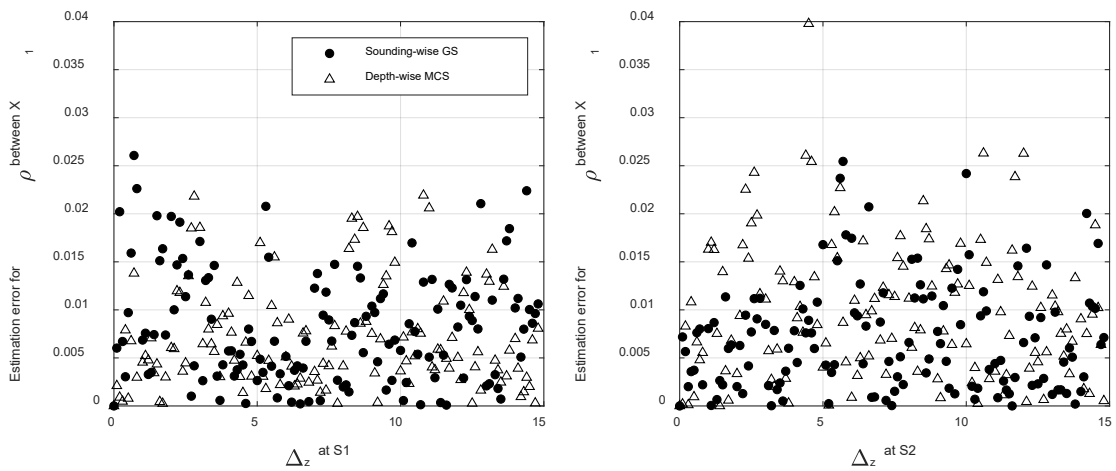 0.04
0.035
0.03
0.025
0.02
0.015
0.01
0.005
0
Estimation error for ρ between X 1
Sounding-wise GS
Depth-wise MCS
0 5 10 15
Δz at S1
0.04
0.035
0.03
0.025
0.02
0.015
0.01
0.005
0
Estimation error for ρ between X 1
0 5 10 15
Δz at S2